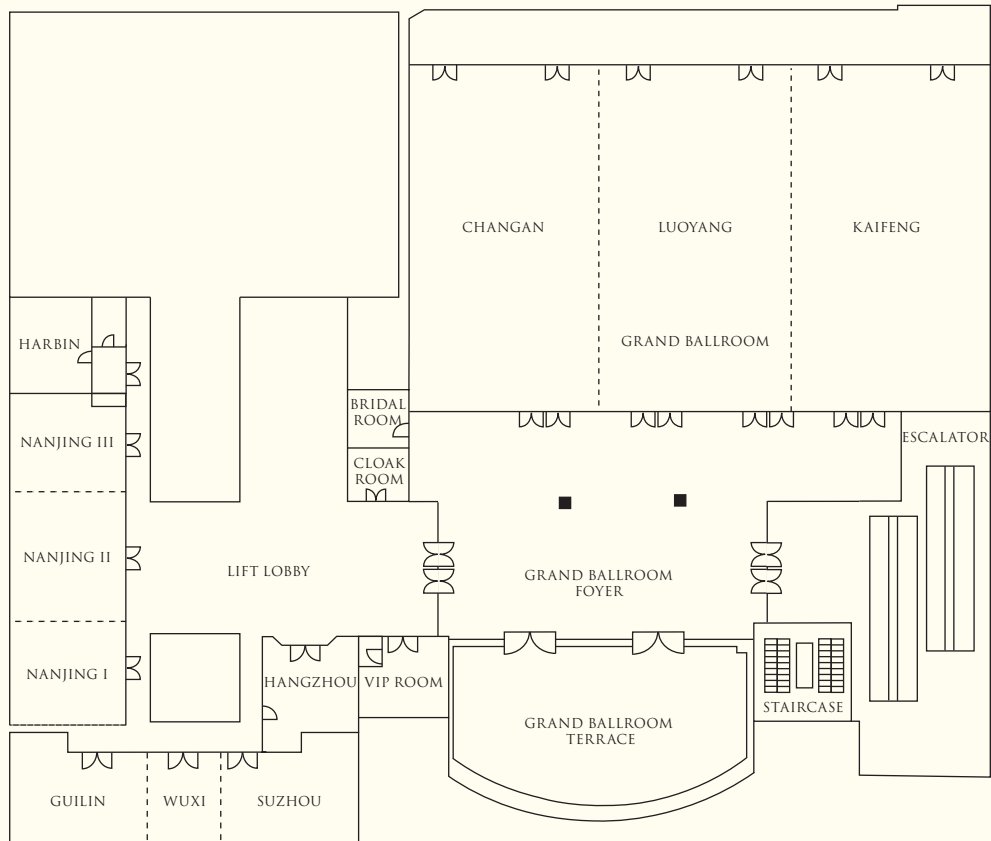 CHANGAN
LUOYANG
KAIFENG
GRAND BALLROOM
HARBIN
BRIDAL
ROOM
ESCALATOR
NANJING III
CLOAK
ROOM
NANJING II
LIFT LOBBY
GRAND BALLROOM
FOYER
NANJING I
HANGZHOU
VIP ROOM
STAIRCASE
GRAND BALLROOM
TERRACE
GUILIN
WUXI
SUZHOU